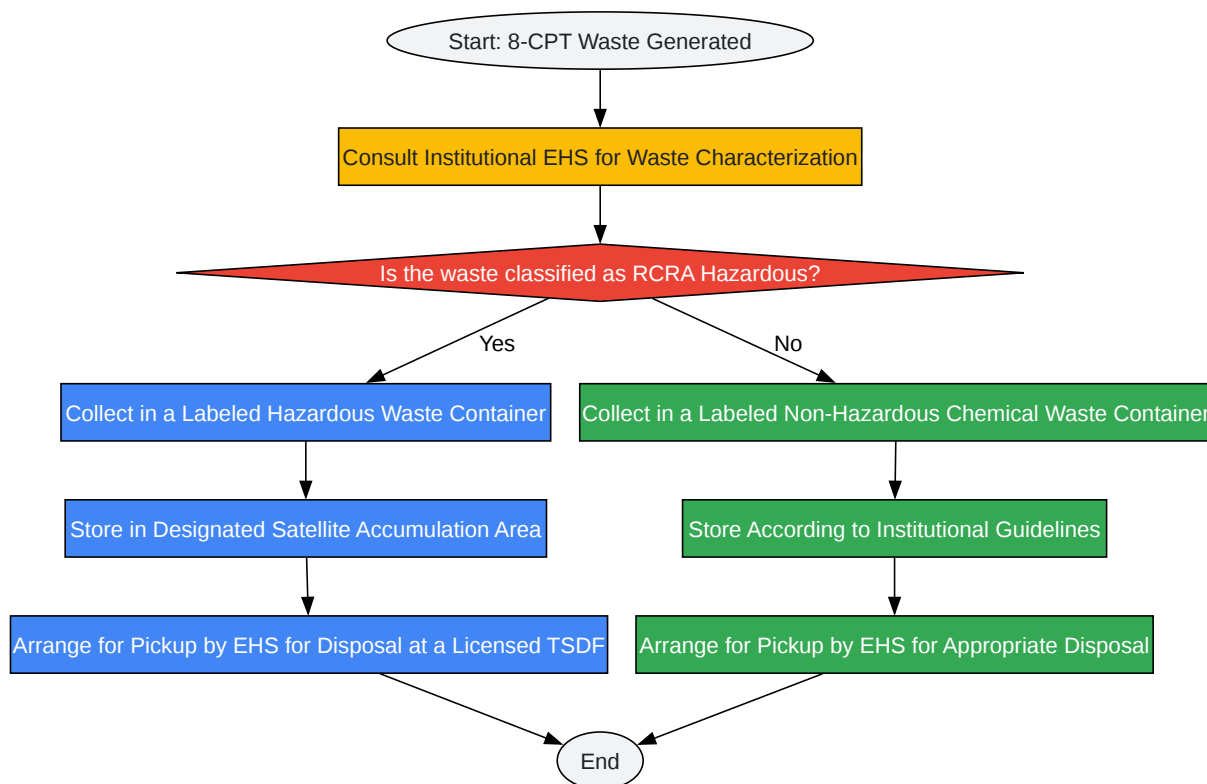 Start: 8-CPT Waste Generated
Consult Institutional EHS for Waste Characterization
Is the waste classified as RCRA Hazardous?
Yes
No
Collect in a Labeled Hazardous Waste Container
Collect in a Labeled Non-Hazardous Chemical Waste Container
Store in Designated Satellite Accumulation Area
Store According to Institutional Guidelines
Arrange for Pickup by EHS for Disposal at a Licensed TSDF
Arrange for Pickup by EHS for Appropriate Disposal
End